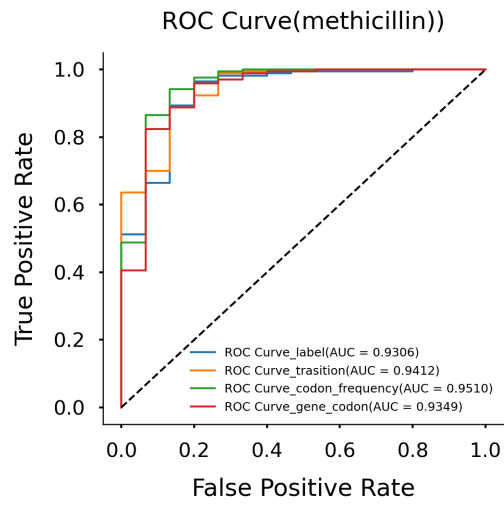 ROC Curve(methicillin))
True Positive Rate
1.0
0.8
0.6
0.4
0.2
0.0
ROC Curve_label(AUC = 0.9306)
ROC Curve_trasition(AUC = 0.9412)
ROC Curve_codon_frequency(AUC = 0.9510)
ROC Curve_gene_codon(AUC = 0.9349)
0.0 0.2 0.4 0.6 0.8 1.0
False Positive Rate